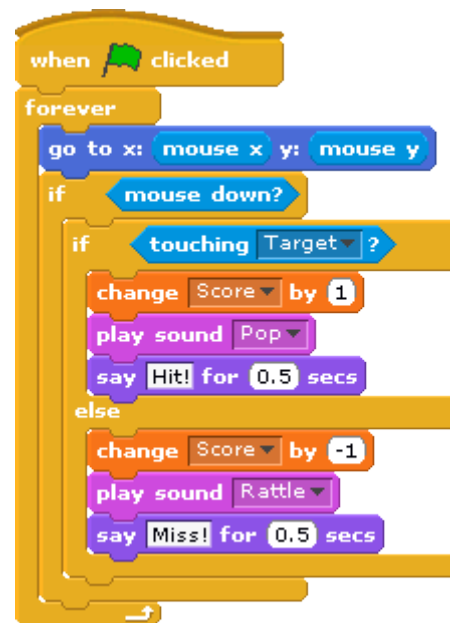 when clicked
forever
go to x: mouse x y: mouse y
if mouse down?
if touching Target ?
change Score by 1
play sound Pop
say Hit! for 0.5 secs
else
change Score by -1
play sound Rattle
say Miss! for 0.5 secs